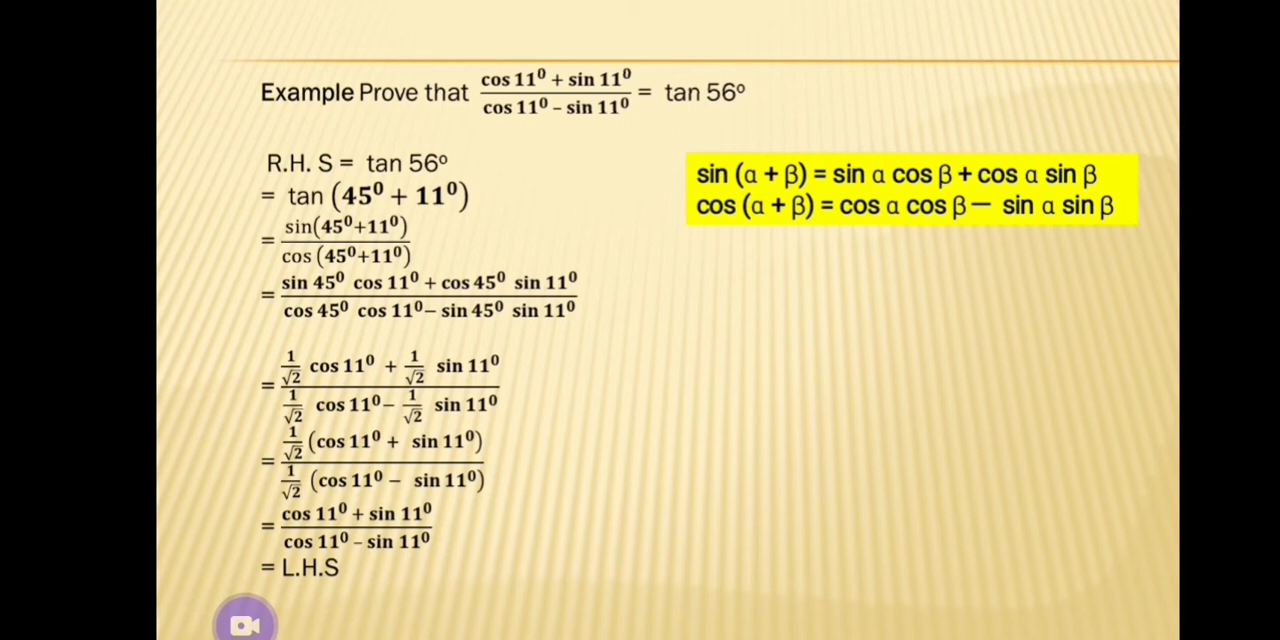 Example Prove that (cos 11⁰ + sin 11⁰)/(cos 11⁰ – sin 11⁰) = tan 56⁰
R.H. S = tan 56⁰
= tan (45⁰ + 11⁰)
= sin(45⁰+11⁰)/cos (45⁰+11⁰)
= (sin 45⁰ cos 11⁰ + cos 45⁰ sin 11⁰)/(cos 45⁰ cos 11⁰– sin 45⁰ sin 11⁰)
= (1/√2 cos 11⁰ + 1/√2 sin 11⁰)/(1/√2 cos 11⁰– 1/√2 sin 11⁰)
= (1/√2 (cos 11⁰ + sin 11⁰))/(1/√2 (cos 11⁰ – sin 11⁰))
= (cos 11⁰ + sin 11⁰)/(cos 11⁰ – sin 11⁰)
= L.H.S
sin (α + β) = sin α cos β + cos α sin β
cos (α + β) = cos α cos β — sin α sin β